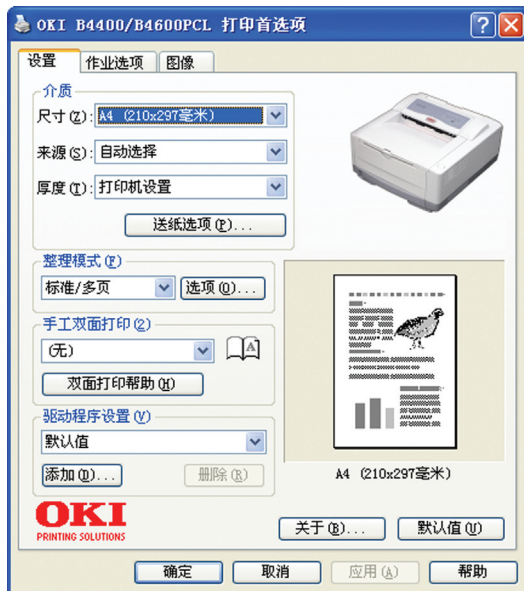 OKI B4400/B4600PCL 打印首选项
设置 作业选项 图像
介质
尺寸(Z): A4 (210x297毫米)
来源(S): 自动选择
厚度(T): 打印机设置
送纸选项(P)...
整理模式(F)
标准/多页 选项(O)...
手工双面打印(2)
(无) A
双面打印帮助(H)
驱动程序设置(V)
默认值
添加(D)... 删除(R)
A4 (210x297毫米)
OKI
PRINTING SOLUTIONS
关于(B)... 默认值(U)
确定 取消 应用(A) 帮助